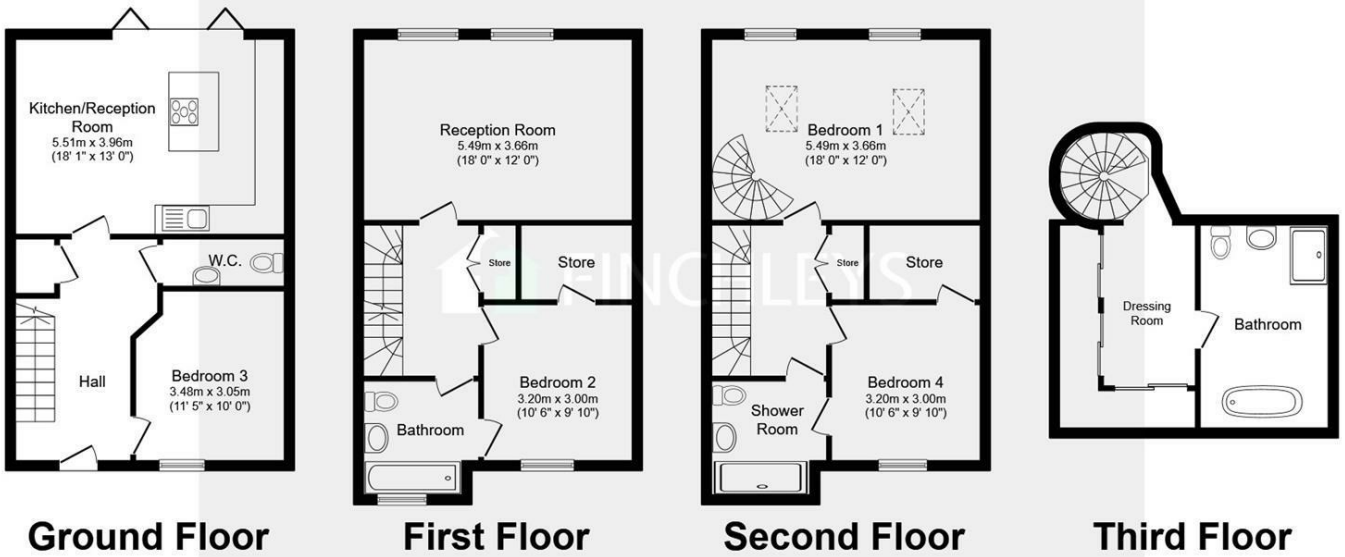 Kitchen/Reception
Room
5.51m x 3.96m
(18' 1" x 13' 0")
W.C.
Hall
Bedroom 3
3.48m x 3.05m
(11' 5" x 10' 0")
Ground Floor
Reception Room
5.49m x 3.66m
(18' 0" x 12' 0")
Store
Store
Bedroom 2
3.20m x 3.00m
(10' 6" x 9' 10")
Bathroom
First Floor
Bedroom 1
5.49m x 3.66m
(18' 0" x 12' 0")
Store
Store
Bedroom 4
3.20m x 3.00m
(10' 6" x 9' 10")
Shower
Room
Second Floor
Dressing
Room
Bathroom
Third Floor
FINCHLEYS